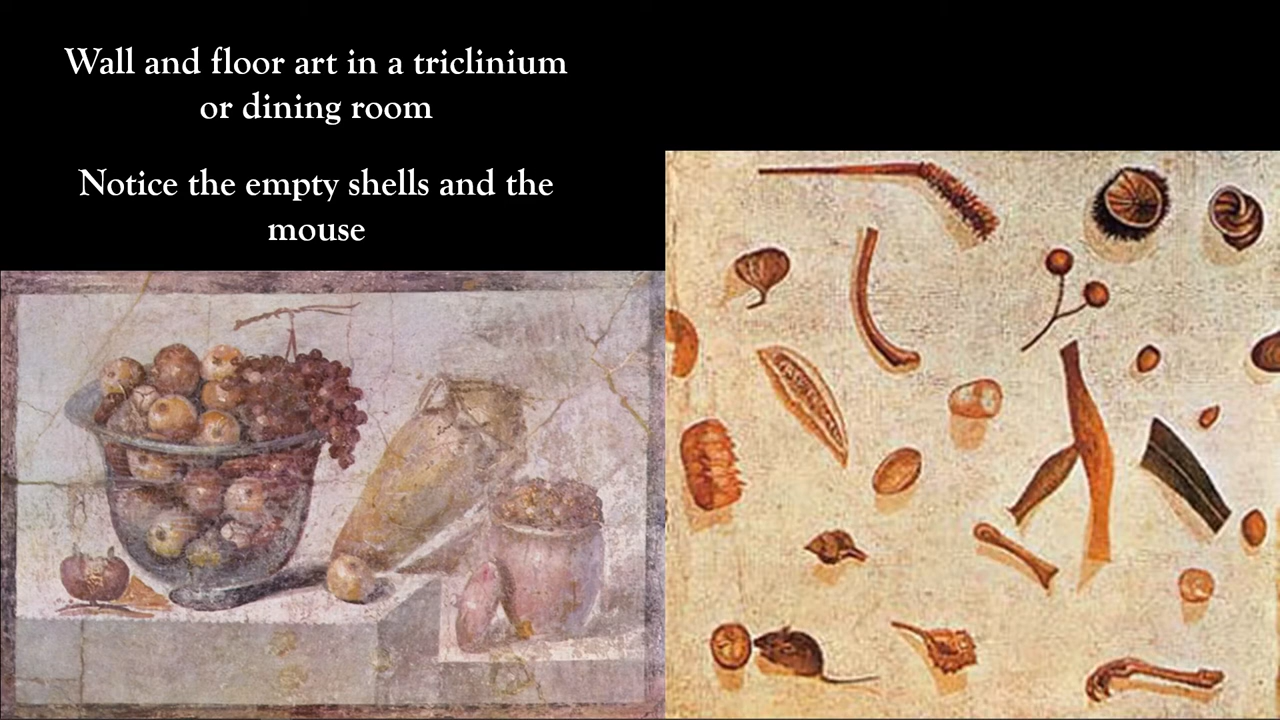 Wall and floor art in a triclinium
or dining room
Notice the empty shells and the
mouse